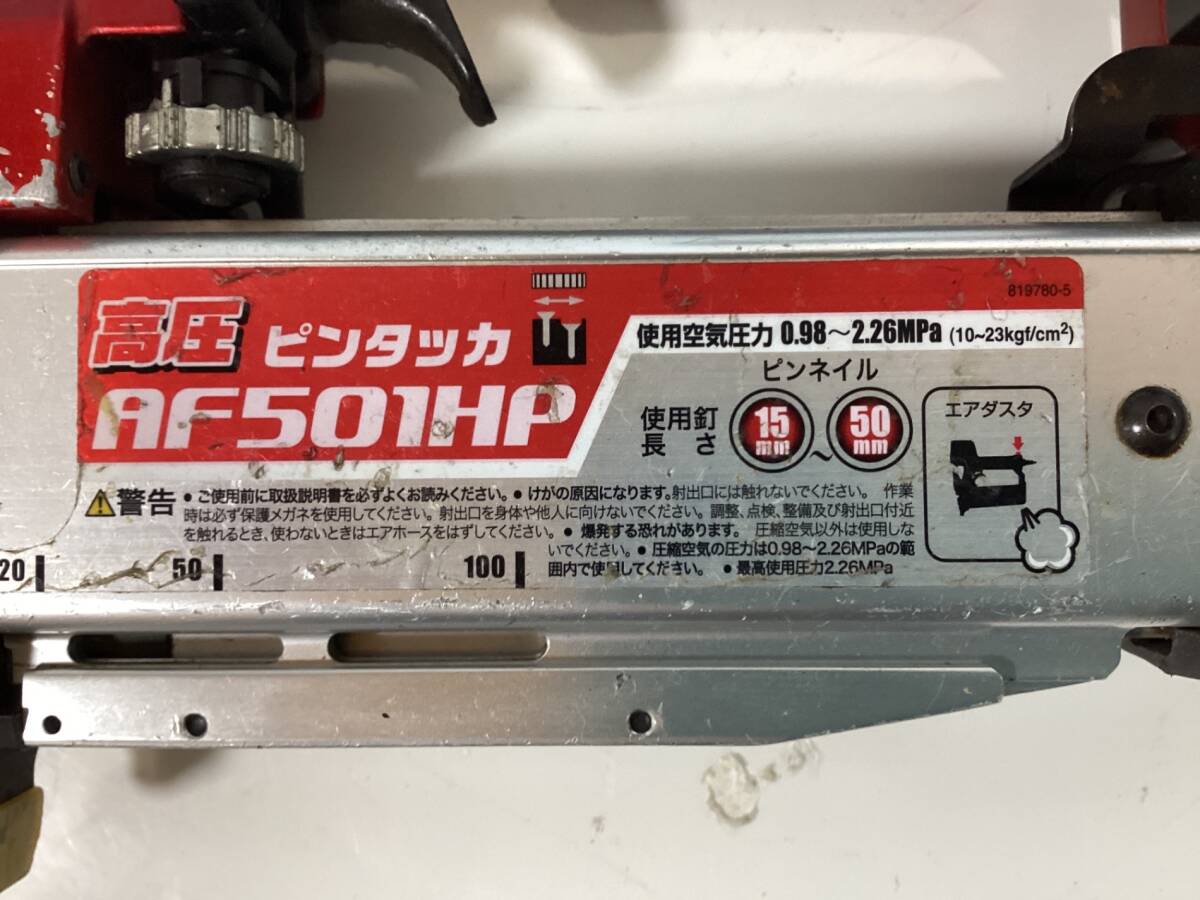 819780-5
高圧 ピンタッカ
AF501HP
使用空気圧力 0.98〜2.26MPa (10~23kgf/cm²)
ピンネイル
使用釘
長さ
15
mm
〜
50
mm
エアダスタ
警告 ● ご使用前に取扱説明書を必ずよくお読みください。 ● けがの原因になります。射出口には触れないでください。 作業
時は必ず保護メガネを使用してください。射出口を身体や他人に向けないでください。調整、点検、整備及び射出口付近
を触れるとき、使わないときはエアホースをはずしてください。 ● 爆発する恐れがあります。 圧縮空気以外は使用しな
いでください。 ● 圧縮空気の圧力は0.98〜2.26MPaの範
囲内で使用してください。 ● 最高使用圧力2.26MPa
20 50 100